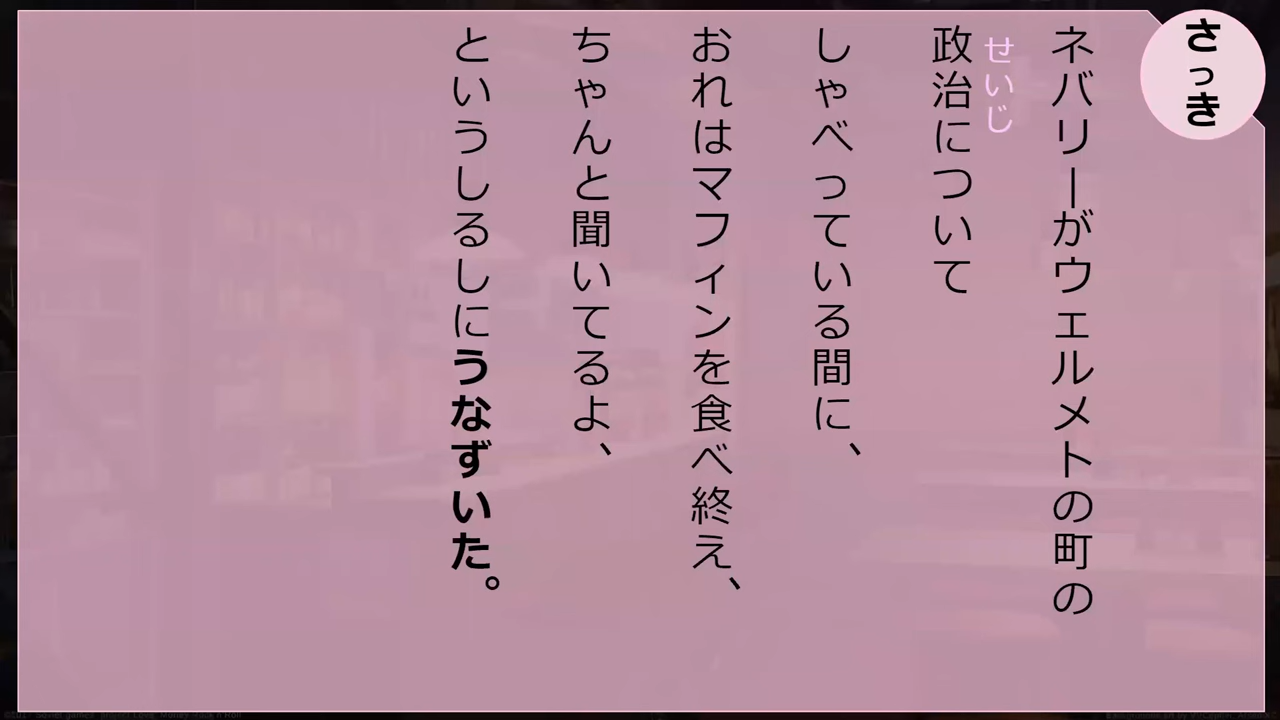 さっき
ネバリーがウェルメトの町の
せいじ
政治について
しゃべっている間に、
おれはマフィンを食べ終え、
ちゃんと聞いてるよ、
というしるしにうなずいた。